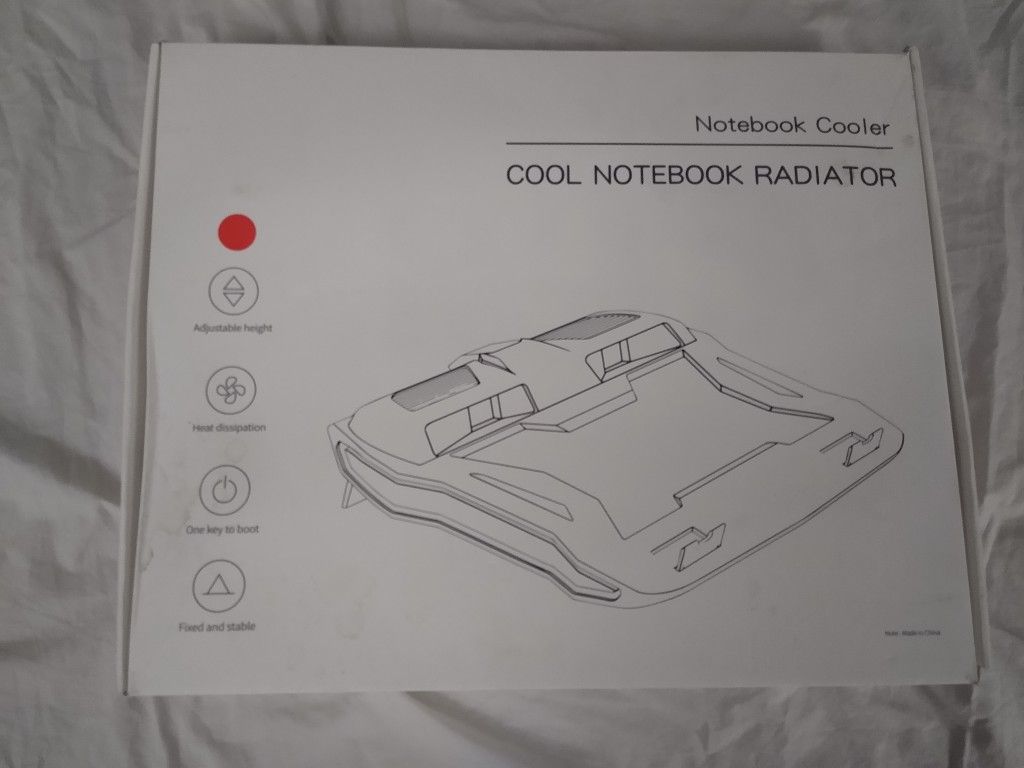 Notebook Cooler
COOL NOTEBOOK RADIATOR
Adjustable height
Heat dissipation
One key to boot
Fixed and stable
Note: Made in China